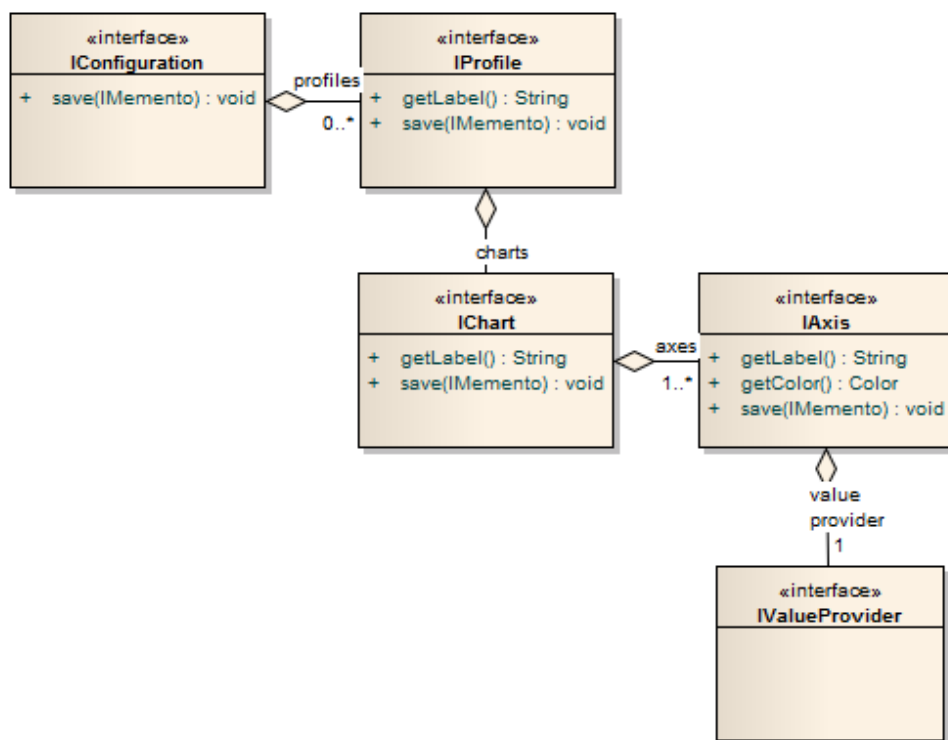 «interface»
IConfiguration
+ save(IMemento) : void
profiles
0..*
«interface»
IProfile
+ getLabel() : String
+ save(IMemento) : void
charts
«interface»
IChart
+ getLabel() : String
+ save(IMemento) : void
axes
1..*
«interface»
IAxis
+ getLabel() : String
+ getColor() : Color
+ save(IMemento) : void
value
provider
1
«interface»
IValueProvider